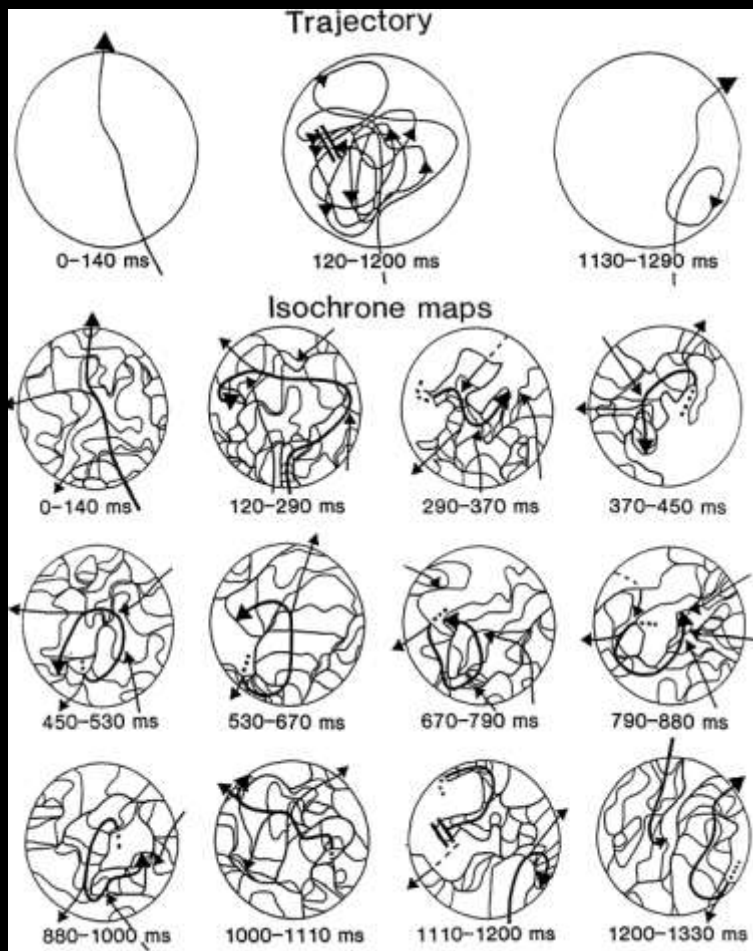 Trajectory
0–140 ms 120–1200 ms 1130–1290 ms
Isochrone maps
0–140 ms 120–290 ms 290–370 ms 370–450 ms
450–530 ms 530–670 ms 670–790 ms 790–880 ms
880–1000 ms 1000–1110 ms 1110–1200 ms 1200–1330 ms